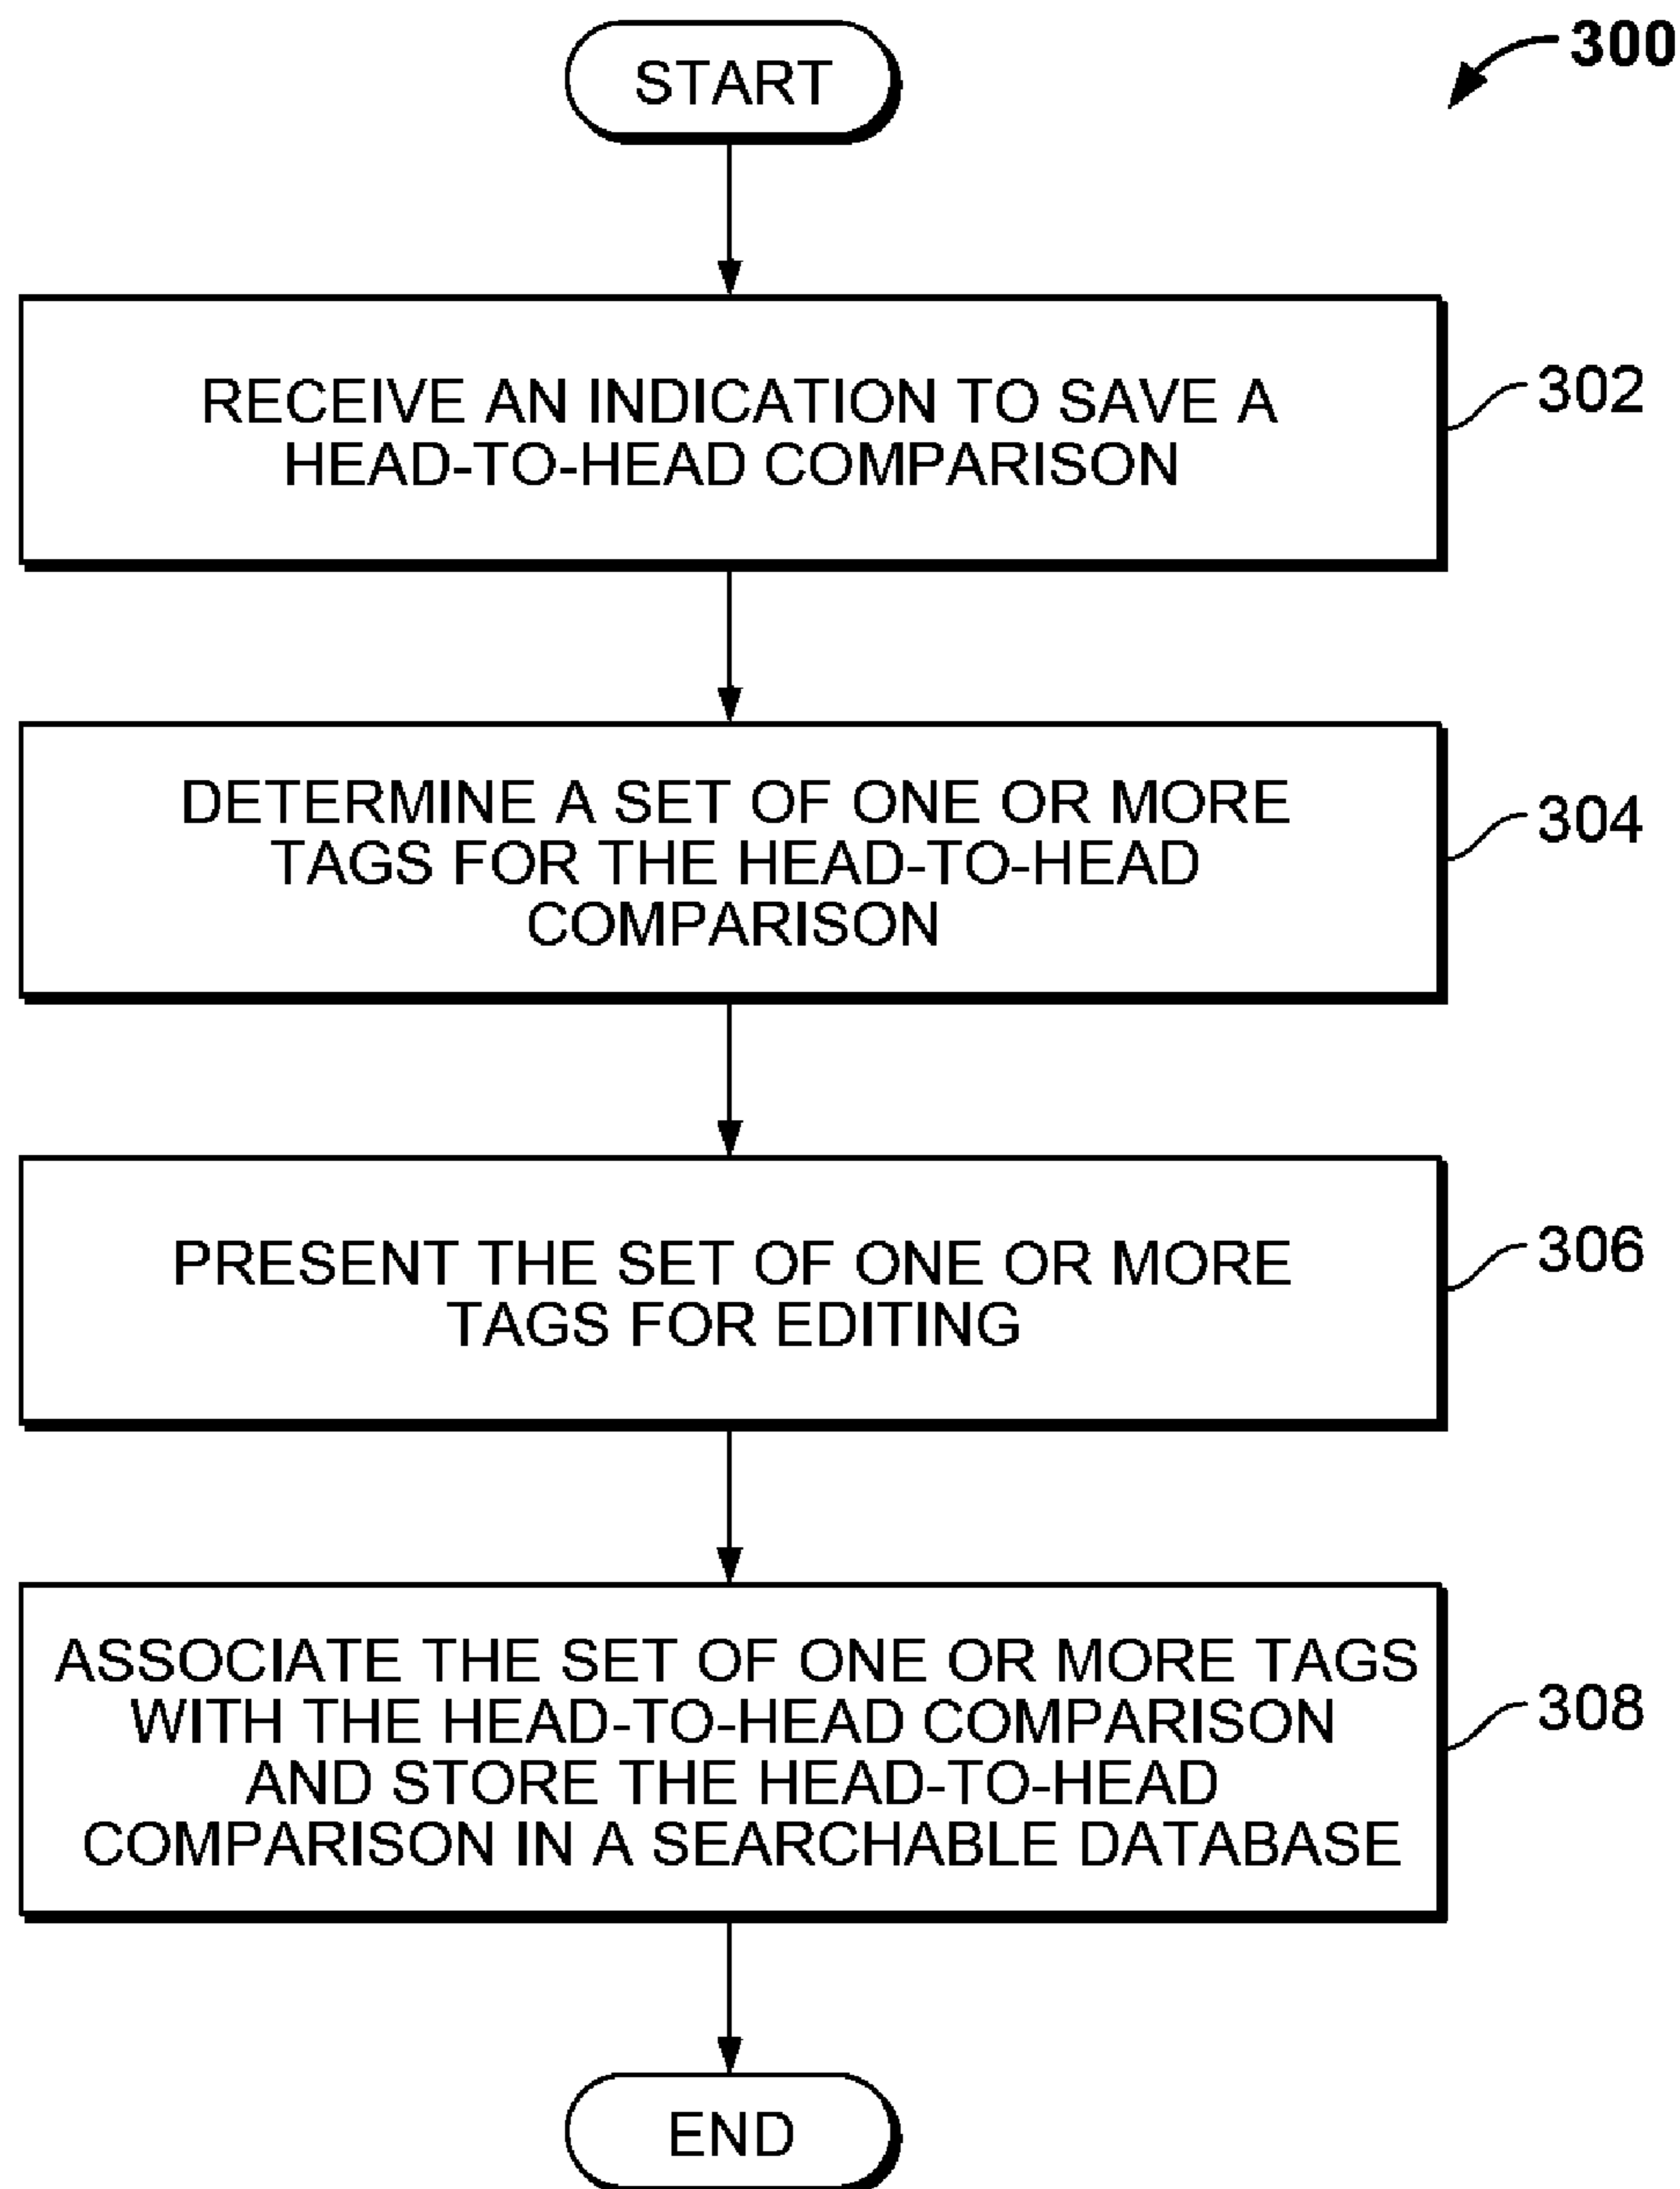 START
300
RECEIVE AN INDICATION TO SAVE A
HEAD-TO-HEAD COMPARISON
302
DETERMINE A SET OF ONE OR MORE
TAGS FOR THE HEAD-TO-HEAD
COMPARISON
304
PRESENT THE SET OF ONE OR MORE
TAGS FOR EDITING
306
ASSOCIATE THE SET OF ONE OR MORE TAGS
WITH THE HEAD-TO-HEAD COMPARISON
AND STORE THE HEAD-TO-HEAD
COMPARISON IN A SEARCHABLE DATABASE
308
END